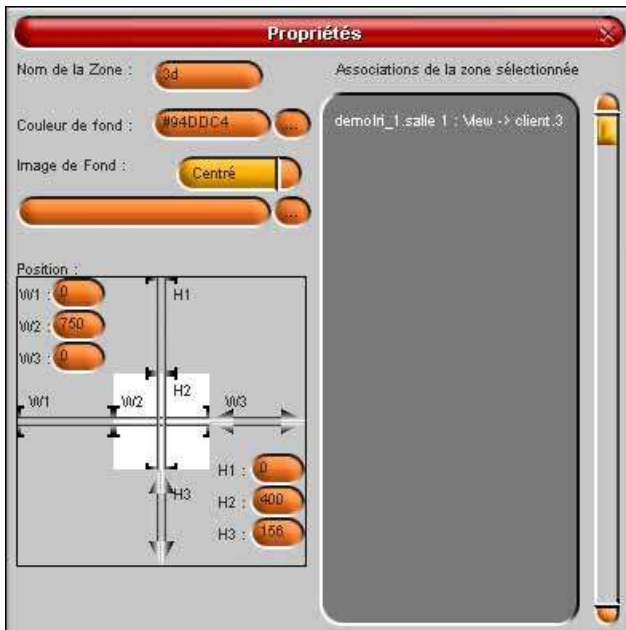 Propriétés
Nom de la Zone :
3d
Couleur de fond :
#94DDC4
...
Image de Fond :
Centré
...
Associations de la zone sélectionnée
demoIri_1.salle 1 : View -> client.3
Position :
W1 : 0
W2 : 750
W3 : 0
H1
H2
W1
W2
W3
H3
H1 : 0
H2 : 400
H3 : 156